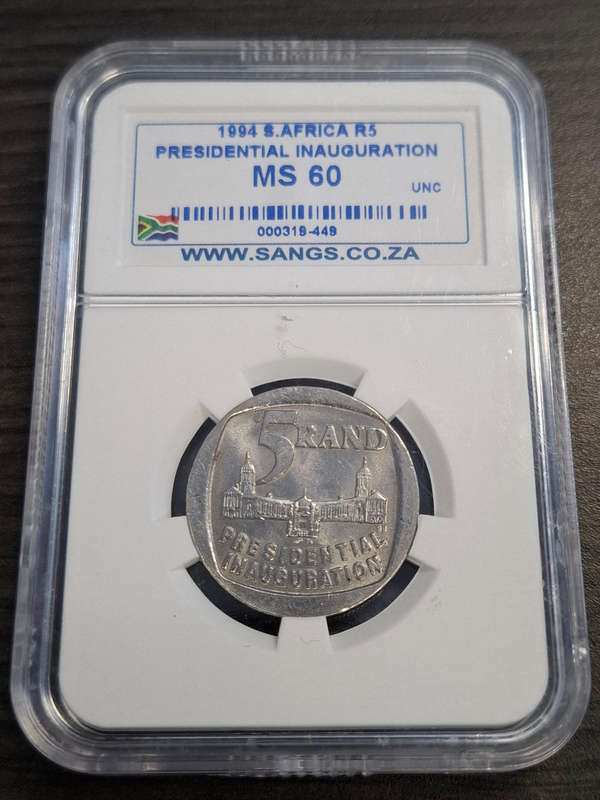 1994 S.AFRICA R5
PRESIDENTIAL INAUGURATION
MS 60
UNC
000319-449
WWW.SANGS.CO.ZA
5 RAND
PRESIDENTIAL
INAUGURATION